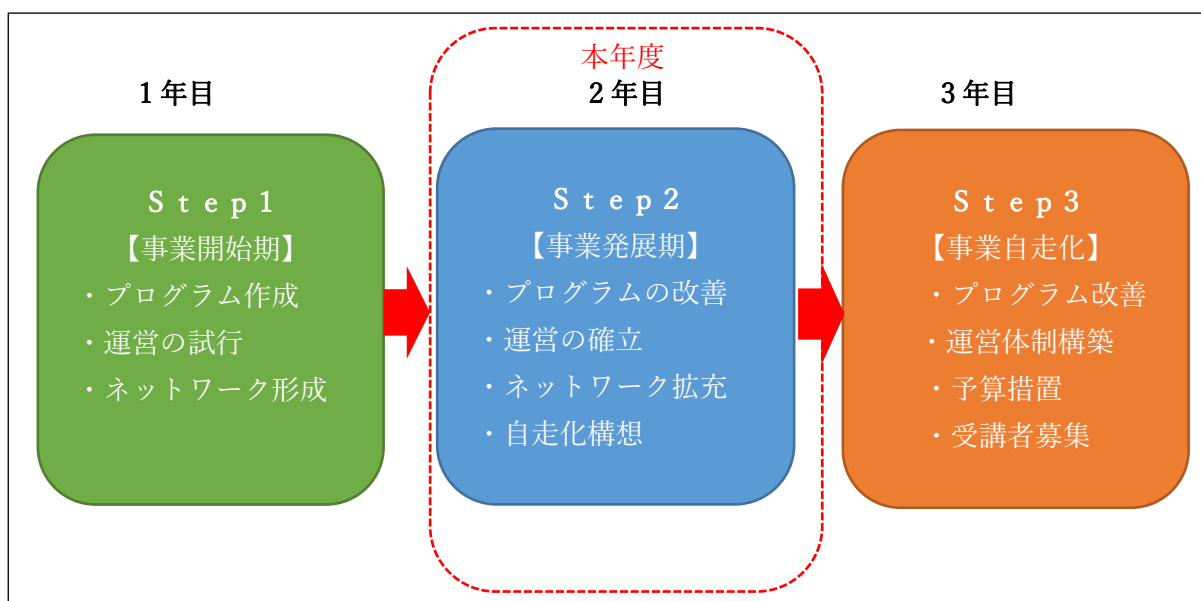 本年度
1年目
2年目
3年目
Step1
【事業開始期】
・プログラム作成
・運営の試行
・ネットワーク形成
Step2
【事業発展期】
・プログラムの改善
・運営の確立
・ネットワーク拡充
・自走化構想
Step3
【事業自走化】
・プログラム改善
・運営体制構築
・予算措置
・受講者募集